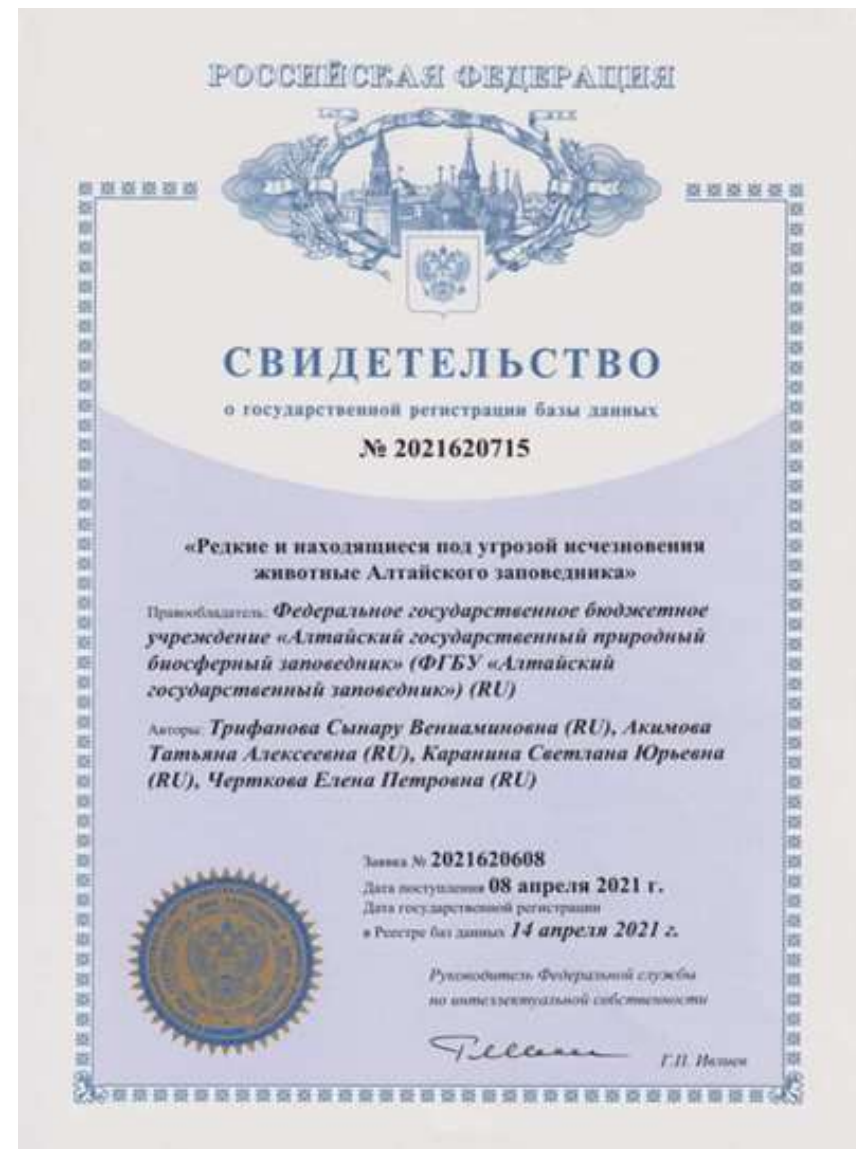 РОССИЙСКАЯ ФЕДЕРАЦИЯ
СВИДЕТЕЛЬСТВО
о государственной регистрации базы данных
№ 2021620715
«Редкие и находящиеся под угрозой исчезновения
животные Алтайского заповедника»
Правообладатель: Федеральное государственное бюджетное
учреждение «Алтайский государственный природный
биосферный заповедник» (ФГБУ «Алтайский
государственный заповедник») (RU)
Авторы: Трифанова Сынару Вениаминовна (RU), Акимова
Татьяна Алексеевна (RU), Каранина Светлана Юрьевна
(RU), Черткова Елена Петровна (RU)
Заявка № 2021620608
Дата поступления 08 апреля 2021 г.
Дата государственной регистрации
в Реестре баз данных 14 апреля 2021 г.
Руководитель Федеральной службы
по интеллектуальной собственности
Г.П. Ивлиев